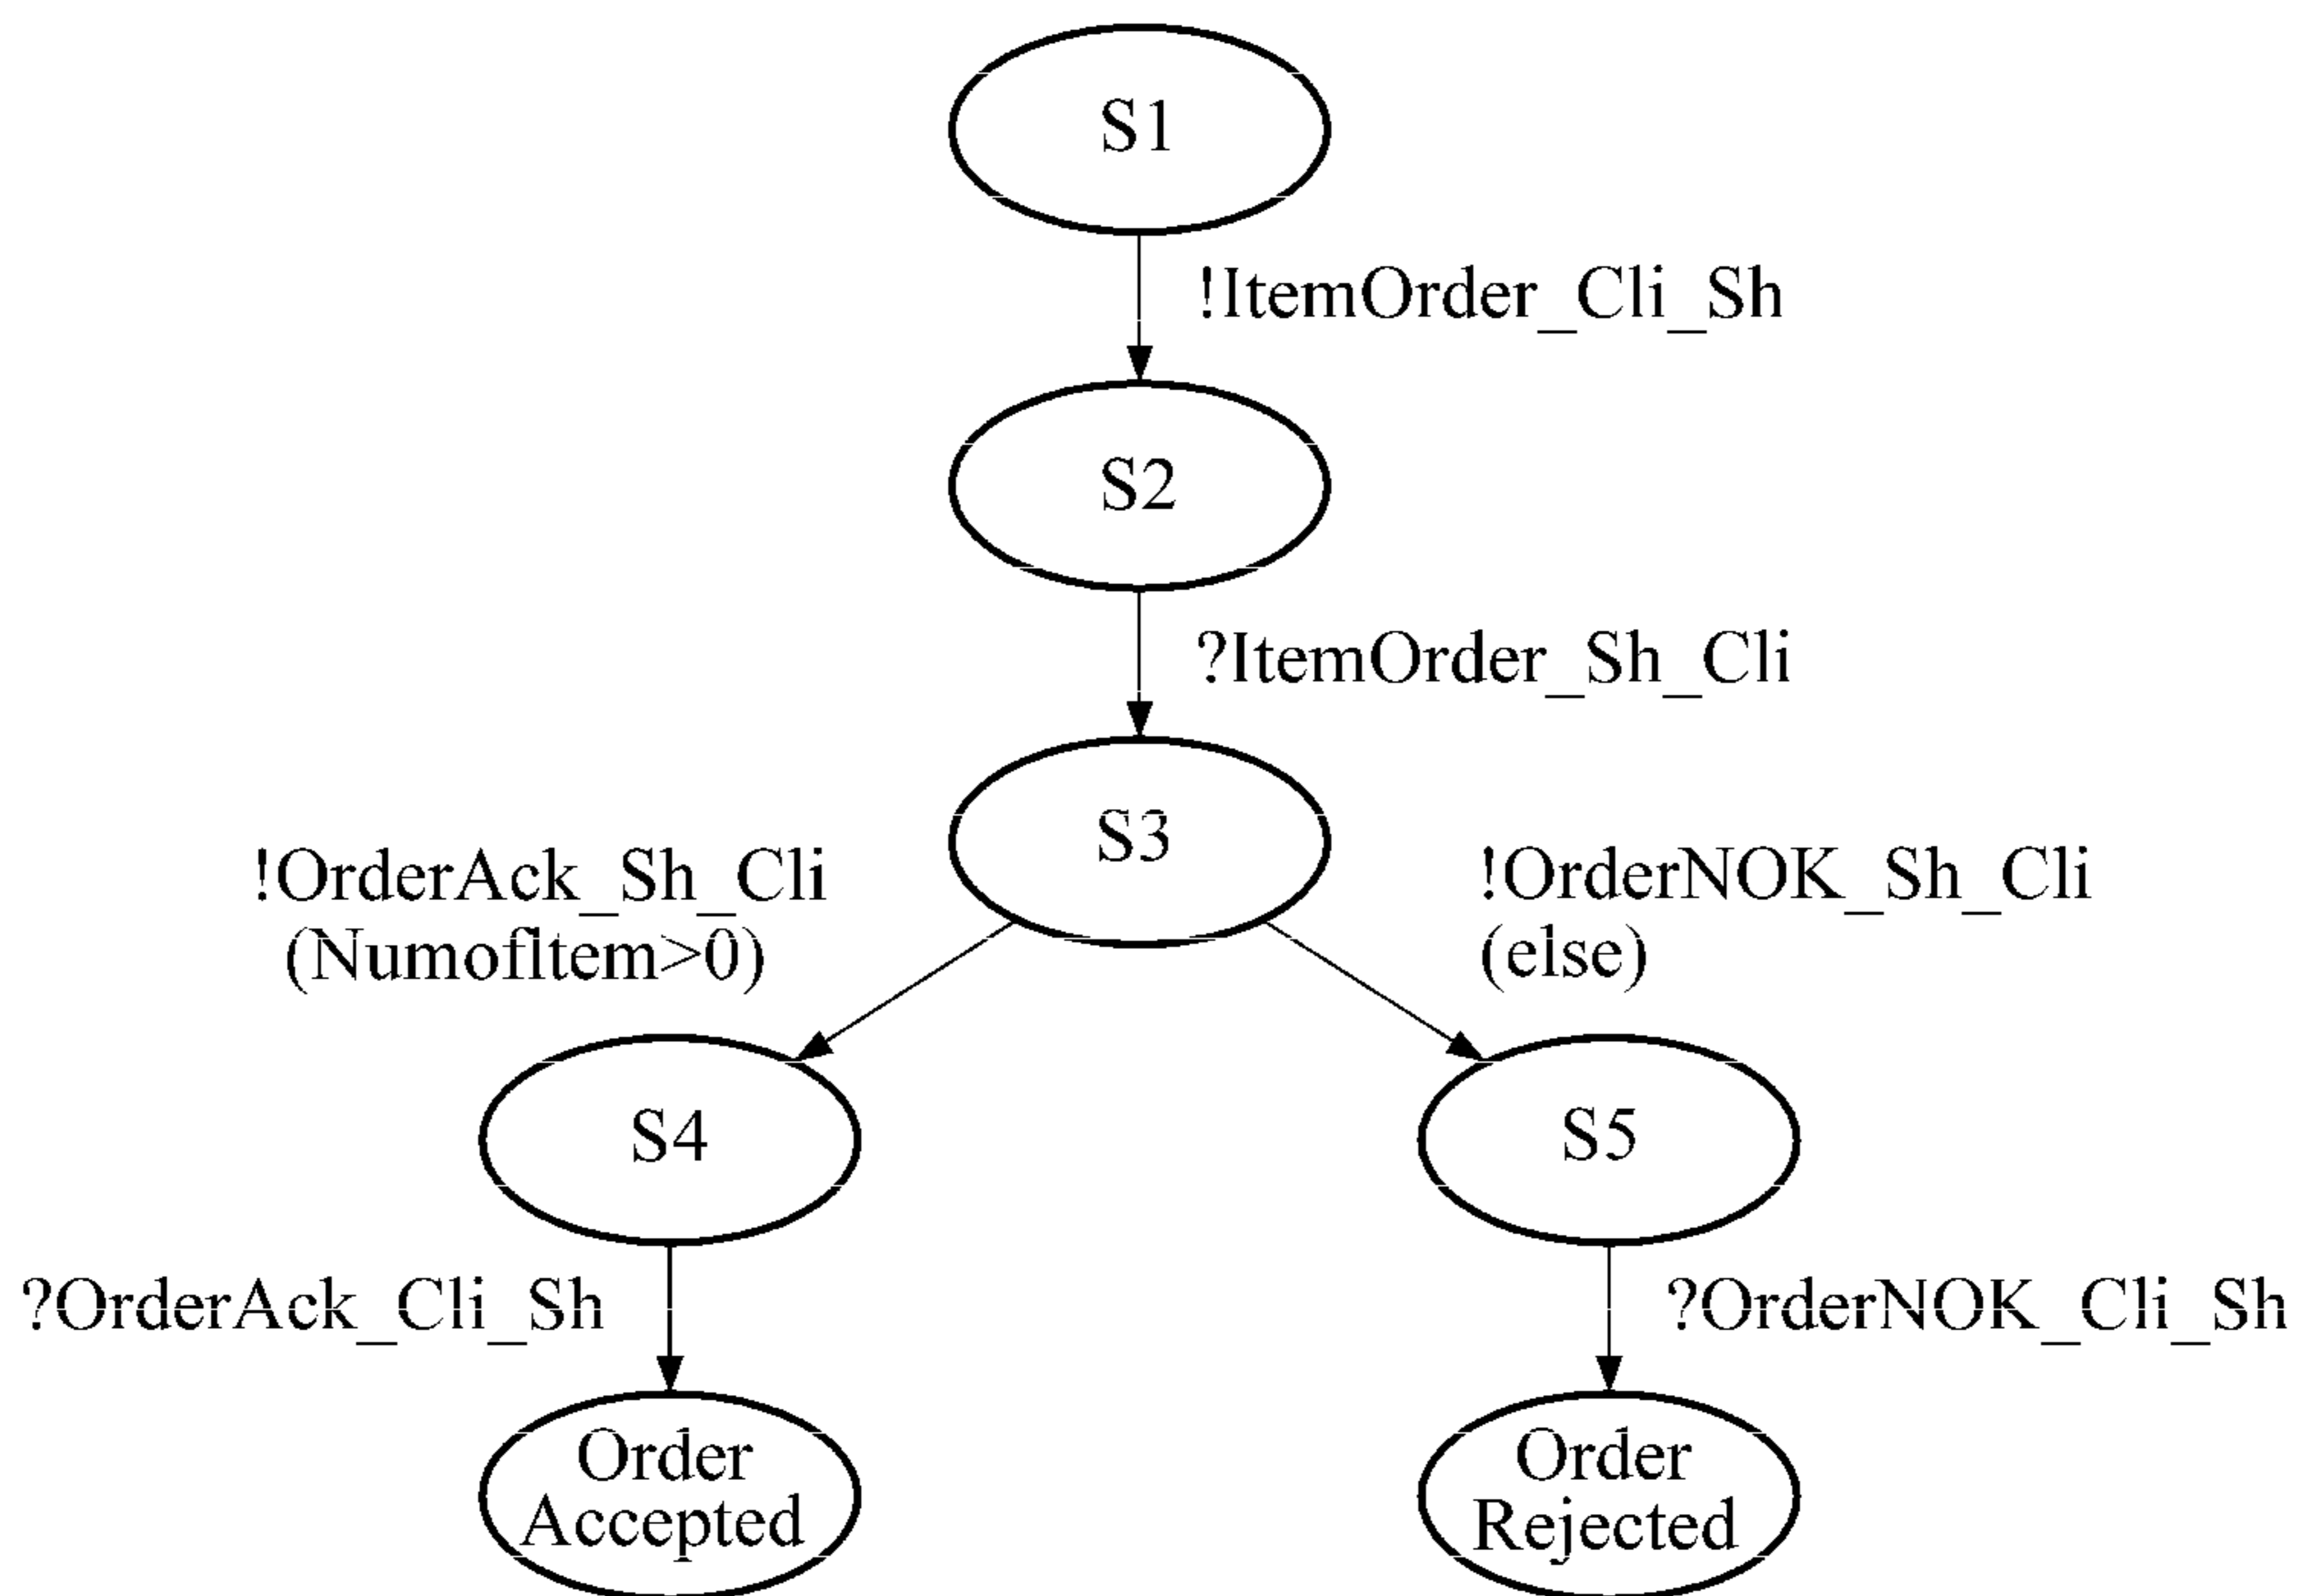 S1
!ItemOrder_Cli_Sh
S2
?ItemOrder_Sh_Cli
S3
!OrderAck_Sh_Cli
(NumofItem>0)
!OrderNOK_Sh_Cli
(else)
S4
S5
?OrderAck_Cli_Sh
?OrderNOK_Cli_Sh
Order
Accepted
Order
Rejected